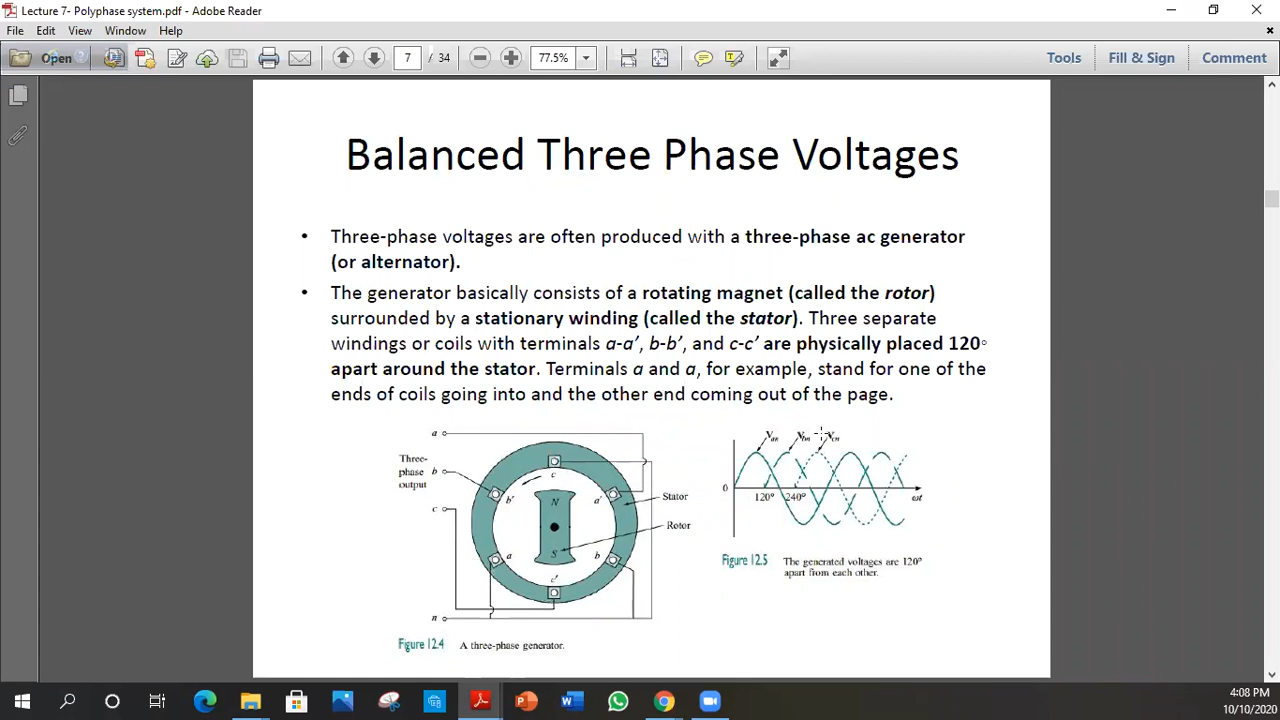 Lecture 7- Polyphase system.pdf - Adobe Reader
File Edit View Window Help
Open 7 / 34 77.5% Tools Fill & Sign Comment
Balanced Three Phase Voltages
• Three-phase voltages are often produced with a three-phase ac generator
(or alternator).
• The generator basically consists of a rotating magnet (called the rotor)
surrounded by a stationary winding (called the stator). Three separate
windings or coils with terminals a-a’, b-b’, and c-c’ are physically placed 120◦
apart around the stator. Terminals a and a, for example, stand for one of the
ends of coils going into and the other end coming out of the page.
a
Three-
phase
output
b
c
n
c
b'
N
a'
Stator
Rotor
a
S
b
c'
Figure 12.4 A three-phase generator.
Van Vbn Vcn
0
120° 240° ωt
Figure 12.5 The generated voltages are 120°
apart from each other.
4:08 PM
10/10/2020